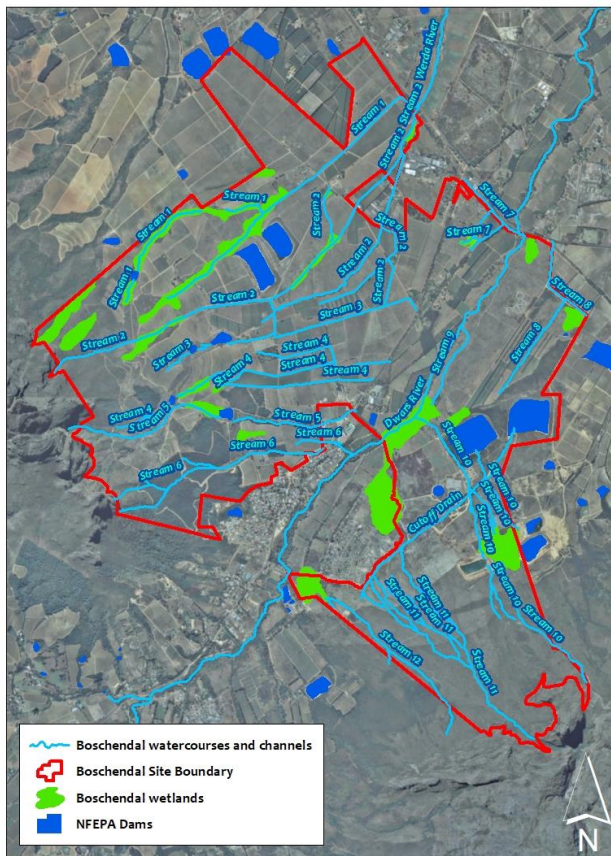 Stream 2 Werda River
Stream 1
Stream 2
Stream 7
Stream 1
Stream 2
Stream 1
Stream 2
Stream 7
Stream 2
Stream 1
Stream 2
Stream 2
Stream 8
Stream 3
Stream 2
Stream 9
Stream 8
Stream 3
Stream 4
Stream 4
Stream 4
Stream 4
Stream 4
Stream 5
Stream 5
Dwars River
Stream 6
Stream 6
Stream 10
Stream 6
Stream 10
Stream 10
Cutoff Drain
Stream 10
Stream 11
Stream 11
Stream 11
Stream 10
Stream 10
Stream 12
Stream 11
Boschendal watercourses and channels
Boschendal Site Boundary
Boschendal wetlands
NFEPA Dams
N